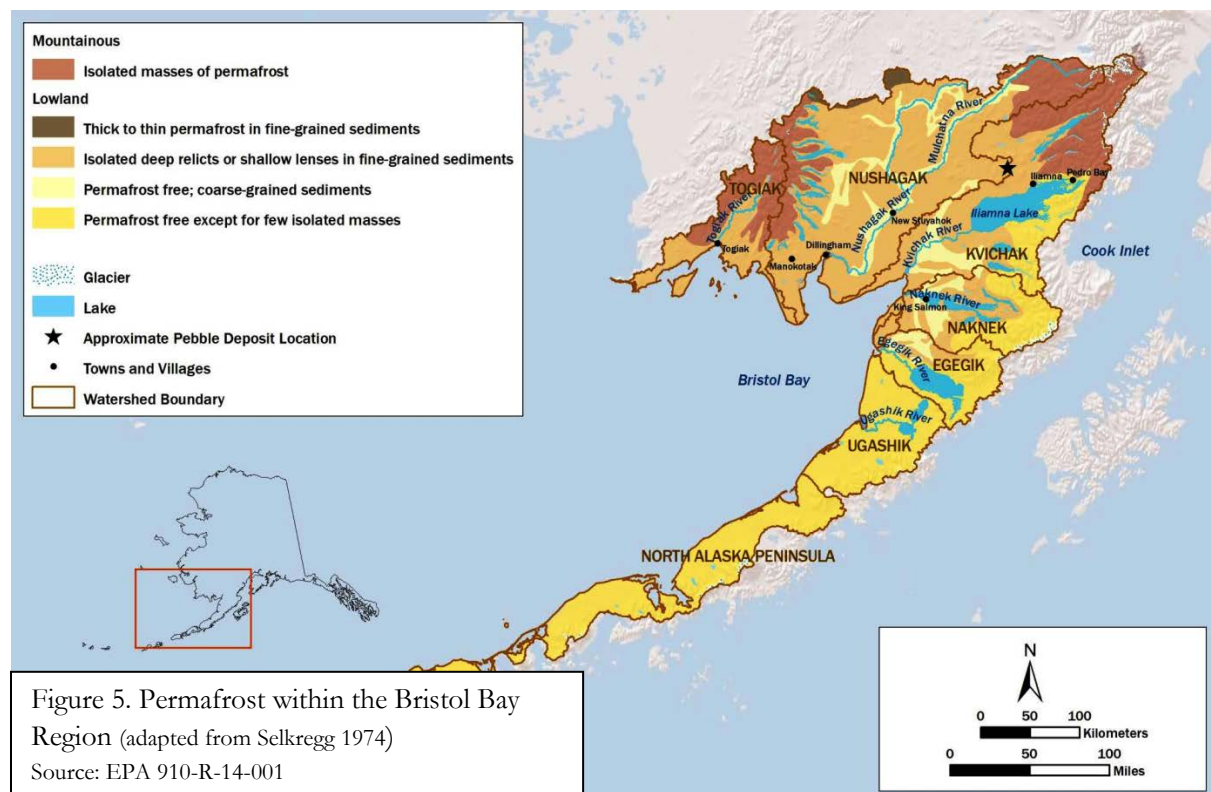 Mountainous
Isolated masses of permafrost
Lowland
Thick to thin permafrost in fine-grained sediments
Isolated deep relicts or shallow lenses in fine-grained sediments
Permafrost free; coarse-grained sediments
Permafrost free except for few isolated masses
Glacier
Lake
Approximate Pebble Deposit Location
Towns and Villages
Watershed Boundary
Mulchatna River
NUSHAGAK
TOGIAK
Togiak River
Togiak
Manokotak
Dillingham
Nushagak River
New Stuyahok
Iliamna
Pedro Bay
Iliamna Lake
Kvichak River
KVICHAK
Cook Inlet
Naknek River
King Salmon
NAKNEK
Egegik River
EGEGIK
Bristol Bay
Ugashik River
UGASHIK
NORTH ALASKA PENINSULA
Figure 5. Permafrost within the Bristol Bay
Region (adapted from Selkregg 1974)
Source: EPA 910-R-14-001
N
0 50 100
Kilometers
0 50 100
Miles